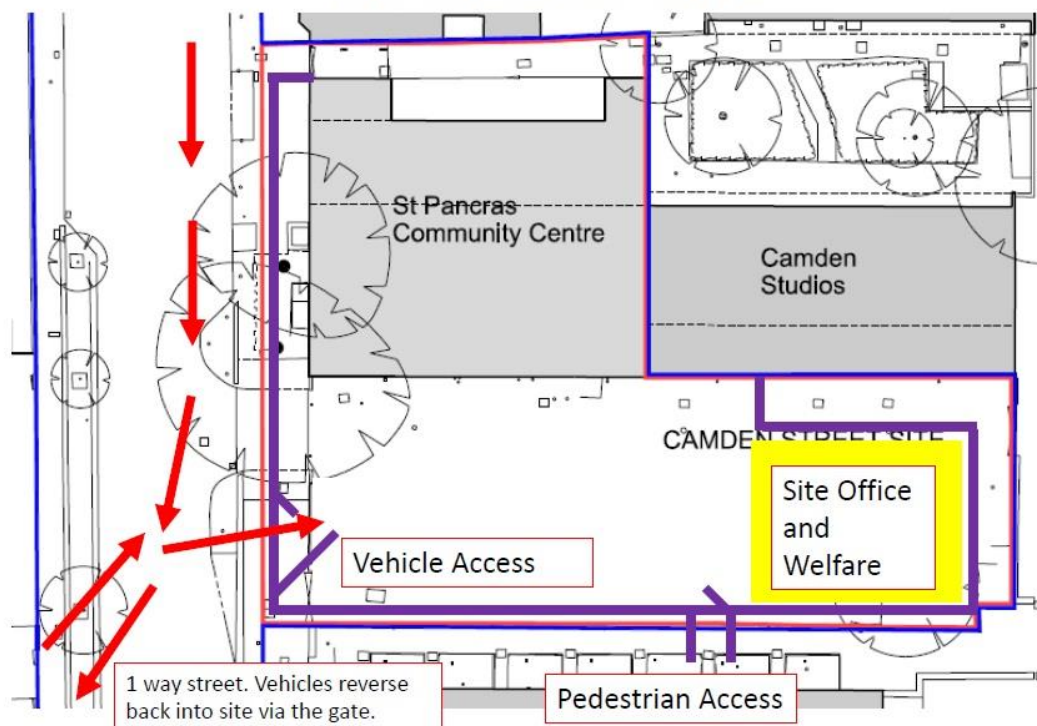 St Pancras
Community Centre
Camden
Studios
CAMDEN STREET SITE
Site Office
and
Welfare
Vehicle Access
Pedestrian Access
1 way street. Vehicles reverse
back into site via the gate.